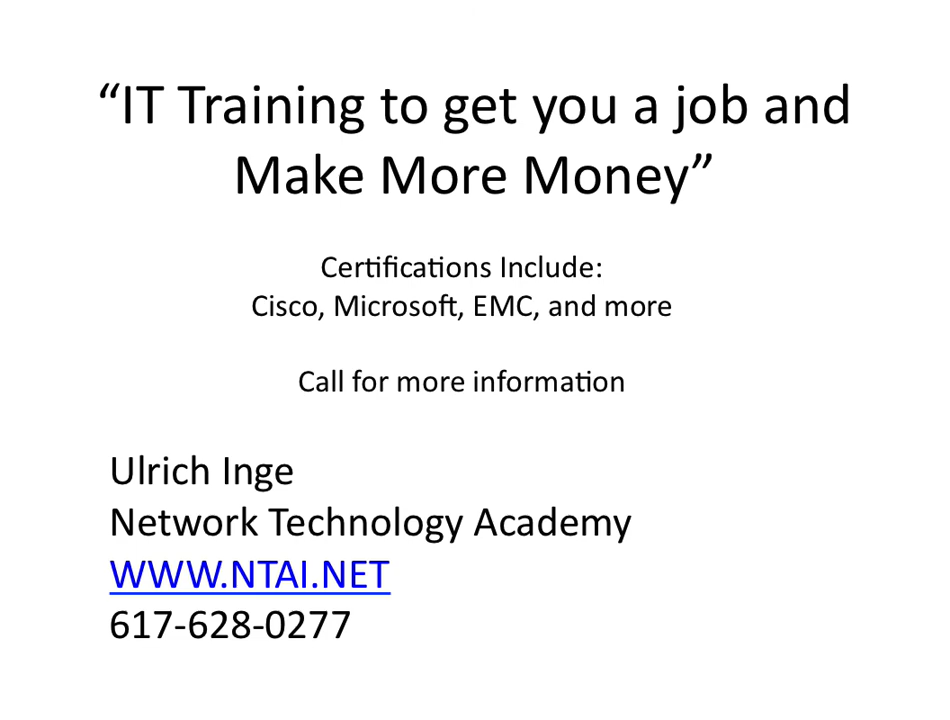 “IT Training to get you a job and
Make More Money”
Certifications Include:
Cisco, Microsoft, EMC, and more
Call for more information
Ulrich Inge
Network Technology Academy
WWW.NTAI.NET
617-628-0277